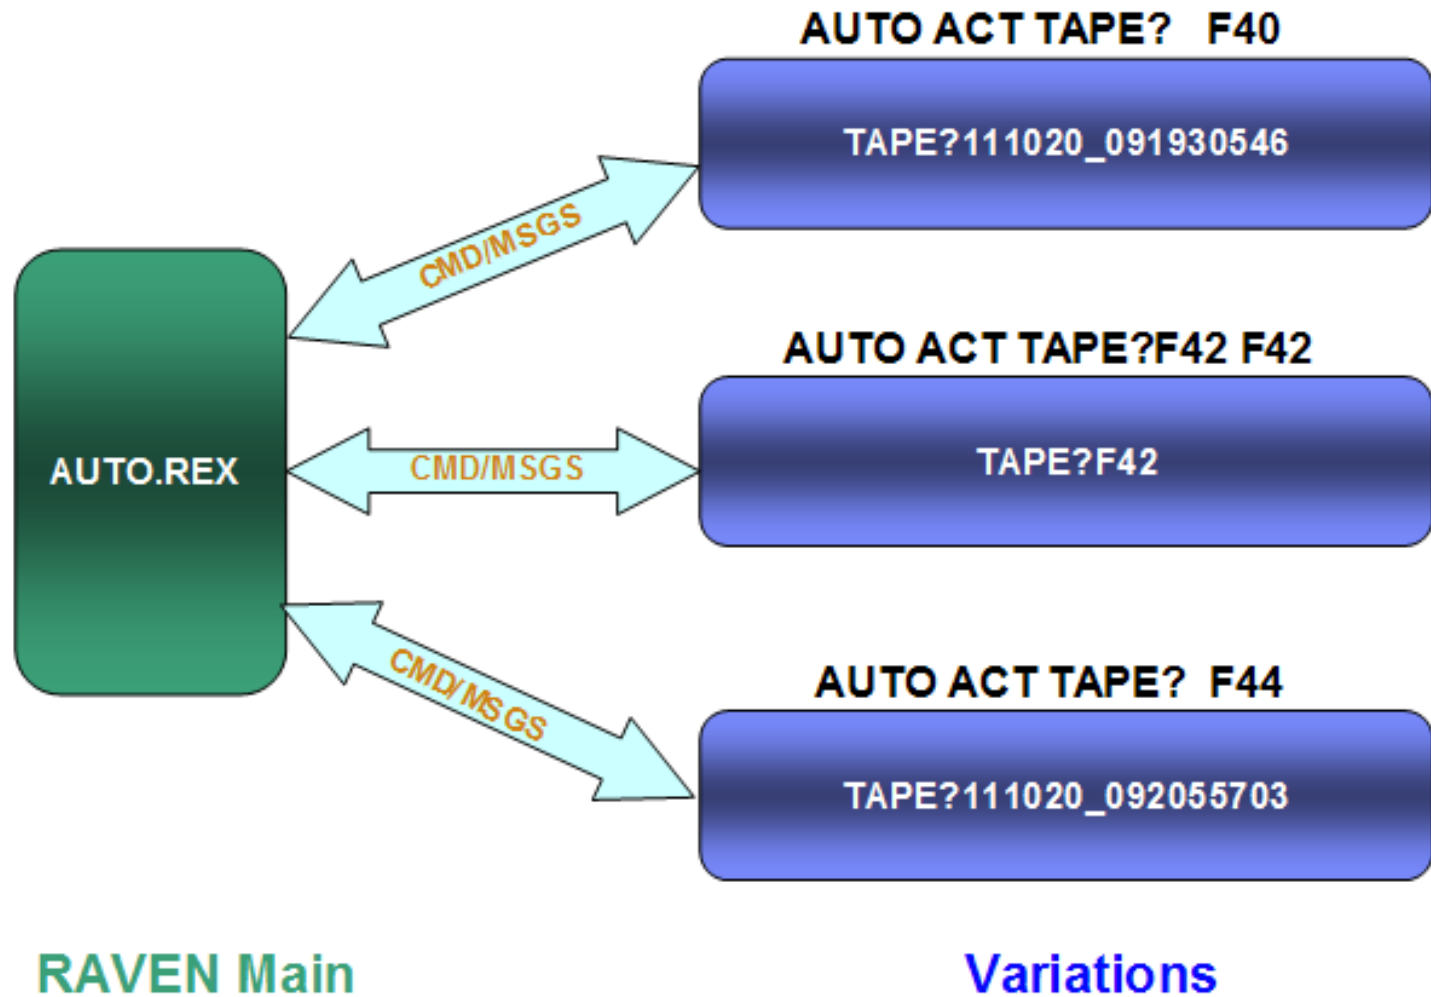 AUTO ACT TAPE? F40
TAPE?111020_091930546
CMD/MSGS
AUTO ACT TAPE?F42 F42
AUTO.REX
CMD/MSGS
TAPE?F42
CMD/MSGS
AUTO ACT TAPE? F44
TAPE?111020_092055703
RAVEN Main
Variations